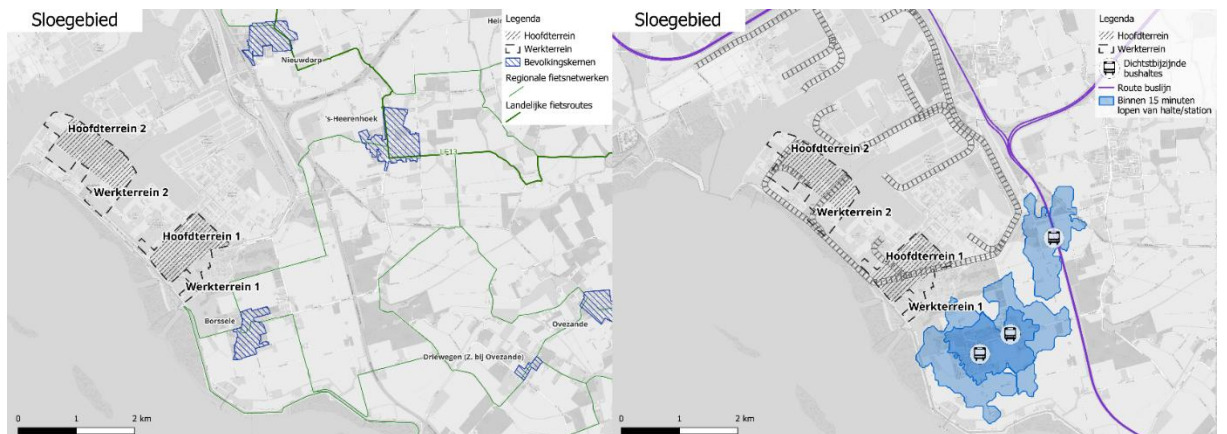 Sloegebied
Legenda
Hoofdterrein
Werkterrein
Bevolkingskernen
Regionale fietsnetwerken
Landelijke fietsroutes
Nieuwdorp
's-Heerenhoek
LF13
Hoofdterrein 2
Werkterrein 2
Hoofdterrein 1
Werkterrein 1
Borssele
Ovezande
Driewegen (Z. bij Ovezande)
0 1 2 km
Sloegebied
Legenda
Hoofdterrein
Werkterrein
Dichtstbijzijnde
bushaltes
Route buslijn
Binnen 15 minuten
lopen van halte/station
Hoofdterrein 2
Werkterrein 2
Hoofdterrein 1
Werkterrein 1
0 1 2 km